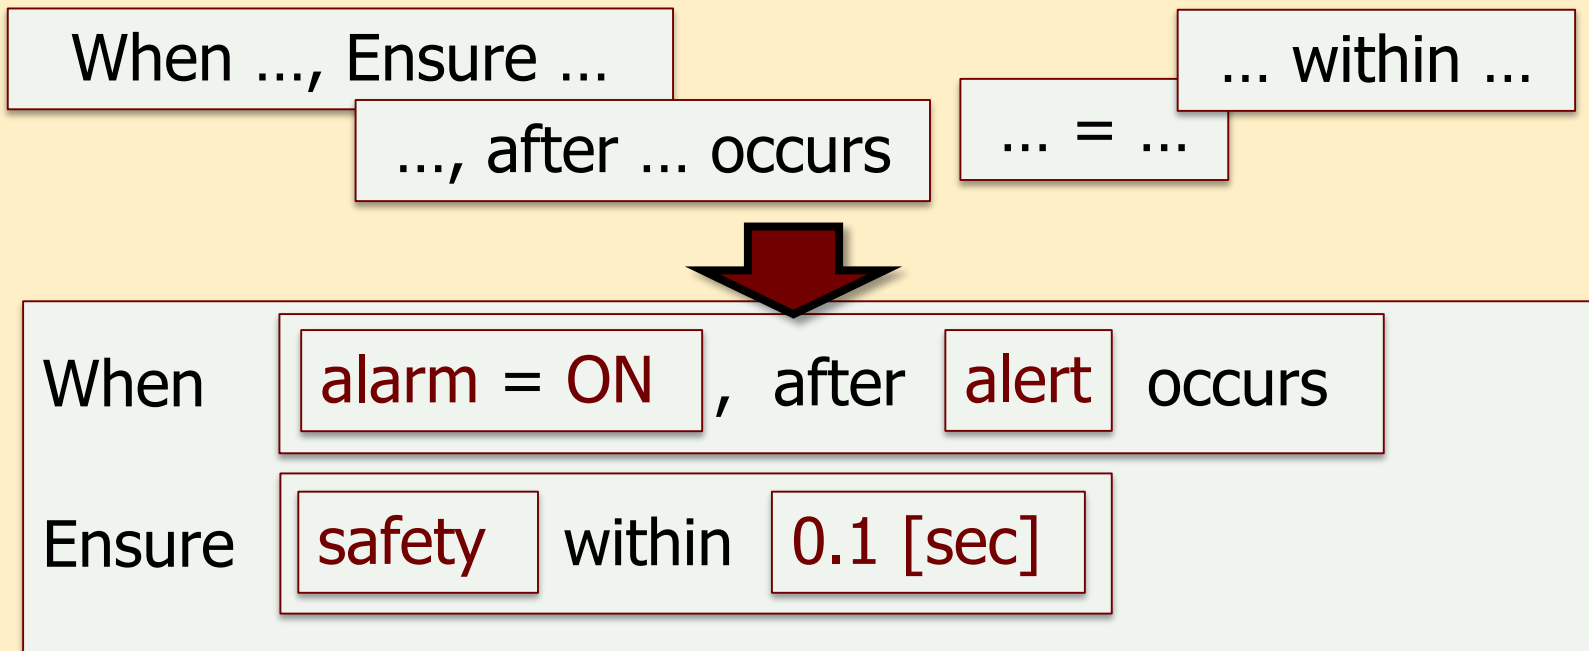 When ..., Ensure ...
... within ...
..., after ... occurs
... = ...
When alarm = ON , after alert occurs
Ensure safety within 0.1 [sec]